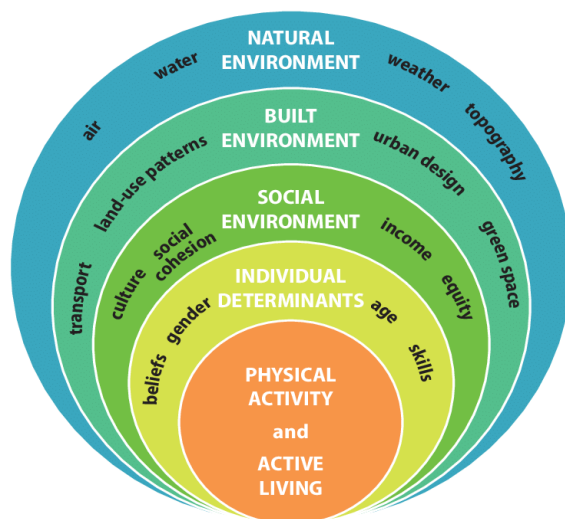 NATURAL
ENVIRONMENT
air
water
weather
topography
BUILT
ENVIRONMENT
transport
land-use patterns
urban design
green space
SOCIAL
ENVIRONMENT
culture
social
cohesion
income
equity
INDIVIDUAL
DETERMINANTS
beliefs
gender
age
skills
PHYSICAL
ACTIVITY
and
ACTIVE
LIVING